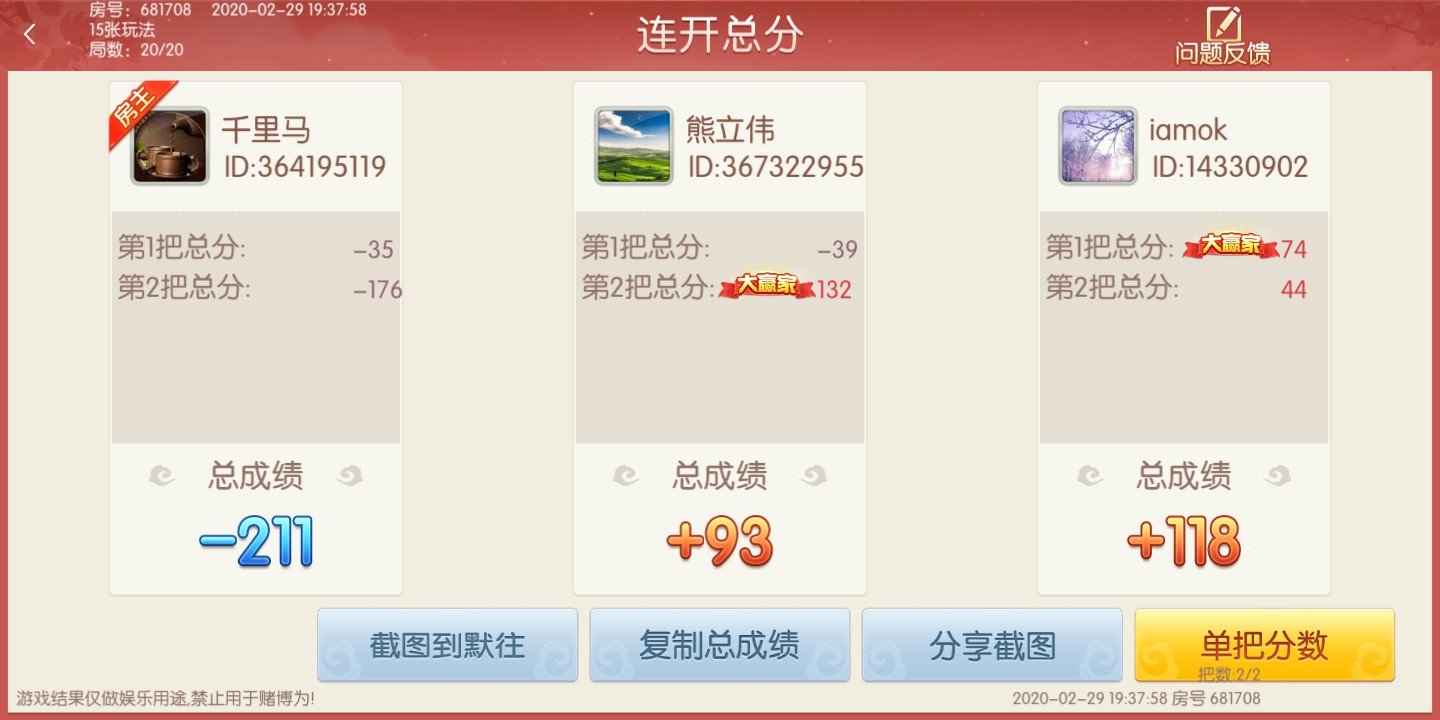 房号: 681708 2020-02-29 19:37:58
15张玩法
局数: 20/20
连开总分
问题反馈
房主
千里马
ID:364195119
第1把总分: -35
第2把总分: -176
总成绩
-211
熊立伟
ID:367322955
第1把总分: -39
第2把总分: 大赢家 132
总成绩
+93
iamok
ID:14330902
第1把总分: 大赢家 74
第2把总分: 44
总成绩
+118
截图到默往
复制总成绩
分享截图
单把分数
把数:2/2
游戏结果仅做娱乐用途,禁止用于赌博为!
2020-02-29 19:37:58 房号 681708